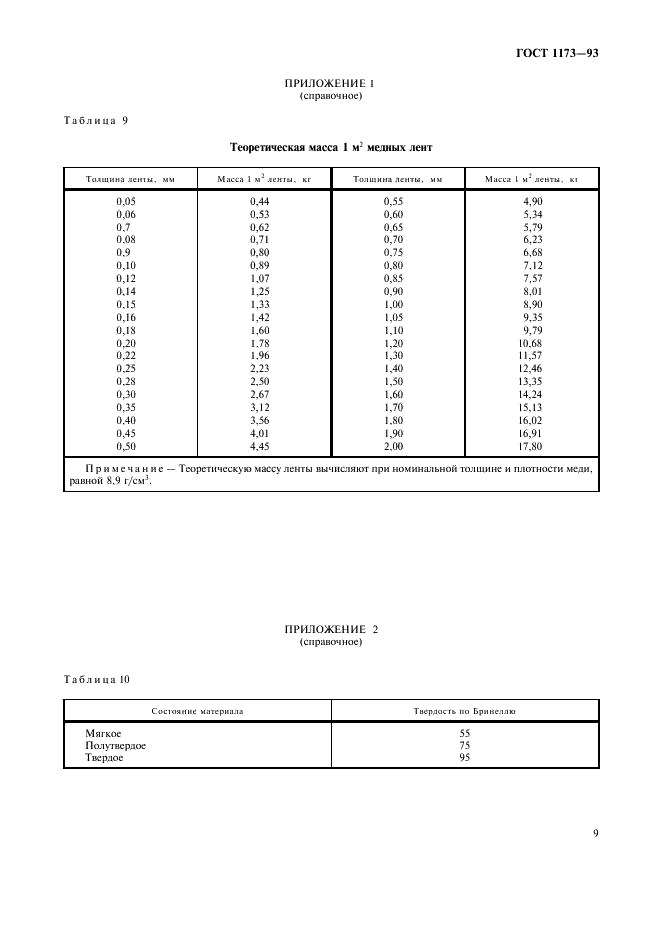 ГОСТ 1173—93
ПРИЛОЖЕНИЕ 1
(справочное)
Таблица 9
Теоретическая масса 1 м² медных лент
Толщина ленты, мм Масса 1 м² ленты, кг Толщина ленты, мм Масса 1 м² ленты, кг
0,05 0,44 0,55 4,90
0,06 0,53 0,60 5,34
0,7 0,62 0,65 5,79
0,08 0,71 0,70 6,23
0,9 0,80 0,75 6,68
0,10 0,89 0,80 7,12
0,12 1,07 0,85 7,57
0,14 1,25 0,90 8,01
0,15 1,33 1,00 8,90
0,16 1,42 1,05 9,35
0,18 1,60 1,10 9,79
0,20 1,78 1,20 10,68
0,22 1,96 1,30 11,57
0,25 2,23 1,40 12,46
0,28 2,50 1,50 13,35
0,30 2,67 1,60 14,24
0,35 3,12 1,70 15,13
0,40 3,56 1,80 16,02
0,45 4,01 1,90 16,91
0,50 4,45 2,00 17,80
Примечание — Теоретическую массу ленты вычисляют при номинальной толщине и плотности меди,
равной 8,9 г/см³.
ПРИЛОЖЕНИЕ 2
(справочное)
Таблица 10
Состояние материала Твердость по Бринеллю
Мягкое 55
Полутвердое 75
Твердое 95
9